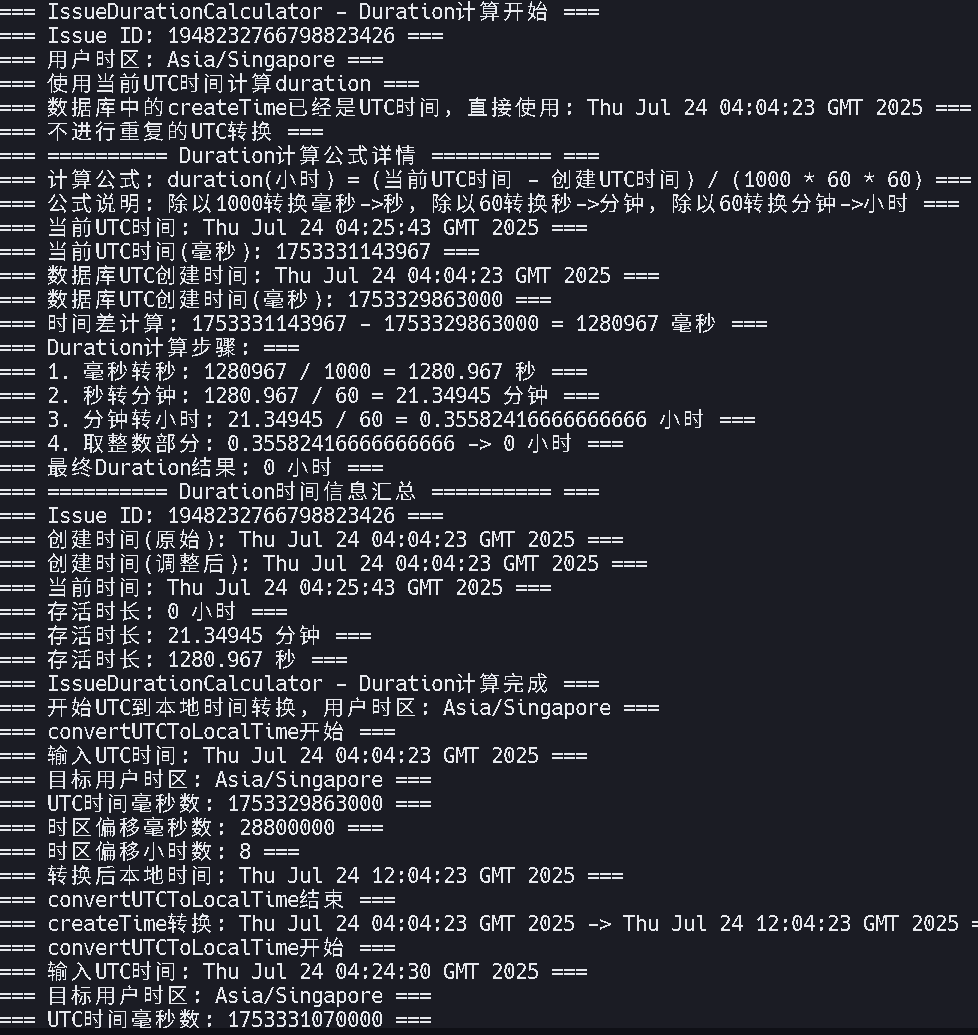 === IssueDurationCalculator - Duration计算开始 ===
=== Issue ID: 1948232766798823426 ===
=== 用户时区: Asia/Singapore ===
=== 使用当前UTC时间计算duration ===
=== 数据库中的createTime已经是UTC时间, 直接使用: Thu Jul 24 04:04:23 GMT 2025 ===
=== 不进行重复的UTC转换 ===
=== ========== Duration计算公式详情 ========== ===
=== 计算公式: duration(小时) = (当前UTC时间 - 创建UTC时间) / (1000 * 60 * 60) ===
=== 公式说明: 除以1000转换毫秒->秒, 除以60转换秒->分钟, 除以60转换分钟->小时 ===
=== 当前UTC时间: Thu Jul 24 04:25:43 GMT 2025 ===
=== 当前UTC时间(毫秒): 1753331143967 ===
=== 数据库UTC创建时间: Thu Jul 24 04:04:23 GMT 2025 ===
=== 数据库UTC创建时间(毫秒): 1753329863000 ===
=== 时间差计算: 1753331143967 - 1753329863000 = 1280967 毫秒 ===
=== Duration计算步骤: ===
=== 1. 毫秒转秒: 1280967 / 1000 = 1280.967 秒 ===
=== 2. 秒转分钟: 1280.967 / 60 = 21.34945 分钟 ===
=== 3. 分钟转小时: 21.34945 / 60 = 0.35582416666666666 小时 ===
=== 4. 取整数部分: 0.35582416666666666 -> 0 小时 ===
=== 最终Duration结果: 0 小时 ===
=== ========== Duration时间信息汇总 ========== ===
=== Issue ID: 1948232766798823426 ===
=== 创建时间(原始): Thu Jul 24 04:04:23 GMT 2025 ===
=== 创建时间(调整后): Thu Jul 24 04:04:23 GMT 2025 ===
=== 当前时间: Thu Jul 24 04:25:43 GMT 2025 ===
=== 存活时长: 0 小时 ===
=== 存活时长: 21.34945 分钟 ===
=== 存活时长: 1280.967 秒 ===
=== IssueDurationCalculator - Duration计算完成 ===
=== 开始UTC到本地时间转换, 用户时区: Asia/Singapore ===
=== convertUTCToLocalTime开始 ===
=== 输入UTC时间: Thu Jul 24 04:04:23 GMT 2025 ===
=== 目标用户时区: Asia/Singapore ===
=== UTC时间毫秒数: 1753329863000 ===
=== 时区偏移毫秒数: 28800000 ===
=== 时区偏移小时数: 8 ===
=== 转换后本地时间: Thu Jul 24 12:04:23 GMT 2025 ===
=== convertUTCToLocalTime结束 ===
=== createTime转换: Thu Jul 24 04:04:23 GMT 2025 -> Thu Jul 24 12:04:23 GMT 2025 =
=== convertUTCToLocalTime开始 ===
=== 输入UTC时间: Thu Jul 24 04:24:30 GMT 2025 ===
=== 目标用户时区: Asia/Singapore ===
=== UTC时间毫秒数: 1753331070000 ===